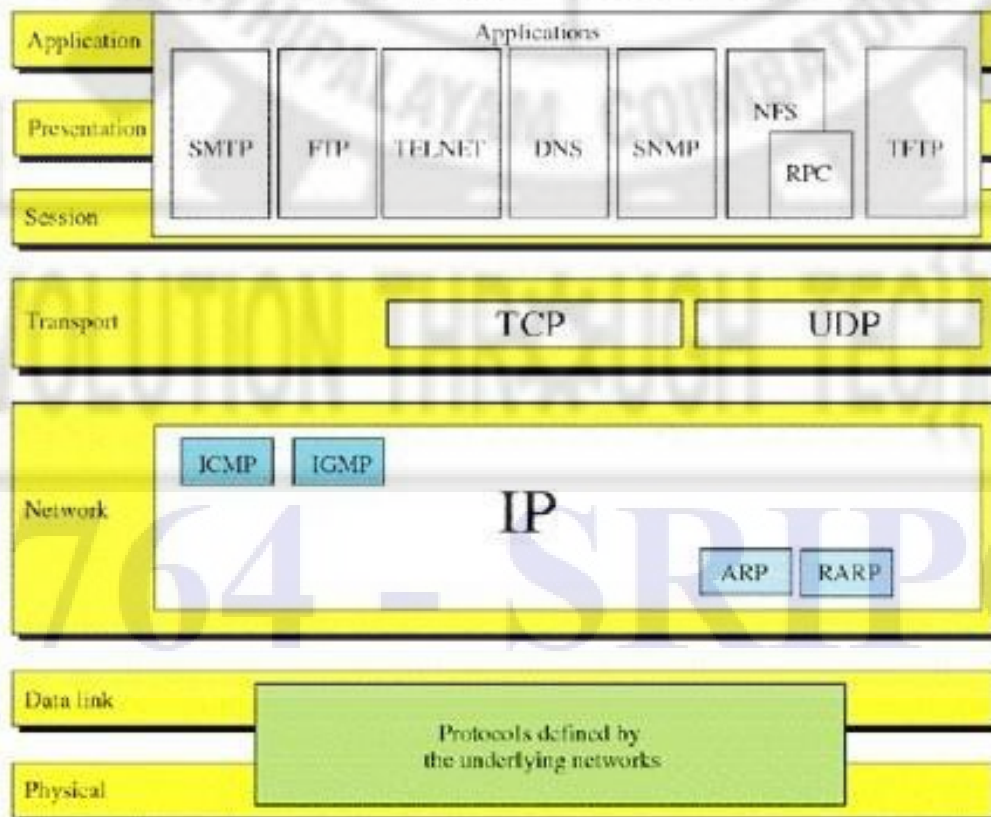 Application
Applications
Presentation
SMTP
FTP
TELNET
DNS
SNMP
NFS
RPC
TFTP
Session
Transport
TCP
UDP
ICMP
IGMP
Network
IP
ARP
RARP
764 - SRIP
Data link
Protocols defined by
the underlying networks
Physical